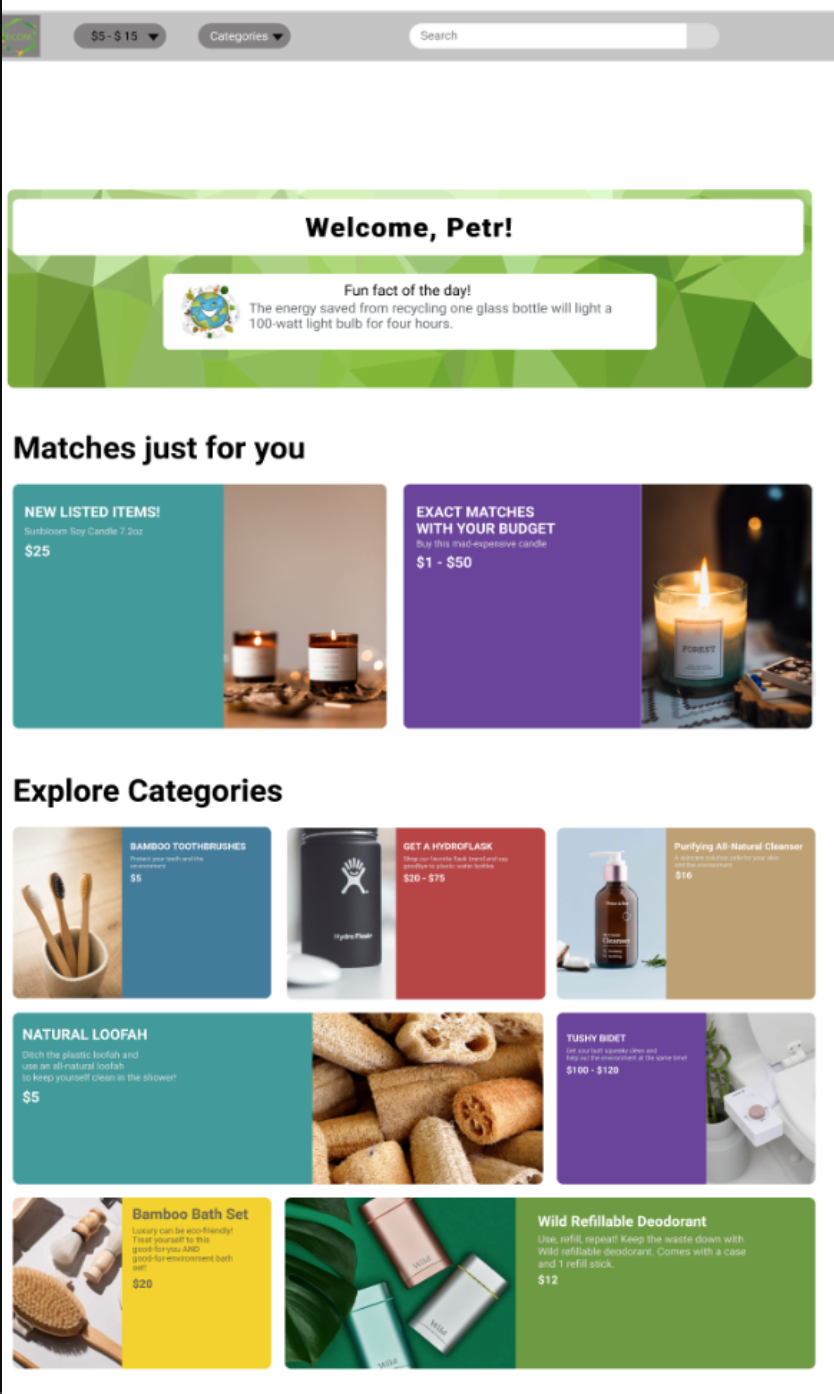 $5 - $ 15
Categories
Search
Welcome, Petr!
Fun fact of the day!
The energy saved from recycling one glass bottle will light a
100-watt light bulb for four hours.
Matches just for you
NEW LISTED ITEMS!
Sunbloom Soy Candle 7.2oz
$25
EXACT MATCHES
WITH YOUR BUDGET
Buy this mad-expensive candle
$1 - $50
FOREST
Explore Categories
BAMBOO TOOTHBRUSHES
Protect your teeth and the
environment
$5
GET A HYDROFLASK
Shop our favorite flask brand and say
goodbye to plastic water bottles
$20 - $75
Hydro Flask
Purifying All-Natural Cleanser
A skincare solution safe for your skin
and the environment
$16
Cleanser
NATURAL LOOFAH
Ditch the plastic loofah and
use an all-natural loofah
to keep yourself clean in the shower!
$5
TUSHY BIDET
Get your butt squeaky clean and
help out the environment at the same time!
$100 - $120
Bamboo Bath Set
Luxury can be eco-friendly!
Treat yourself to this
good-for-you AND
good-for-environment bath
set!
$20
Wild
Wild
Wild
Wild Refillable Deodorant
Use, refill, repeat! Keep the waste down with
Wild refillable deodorant. Comes with a case
and 1 refill stick.
$12